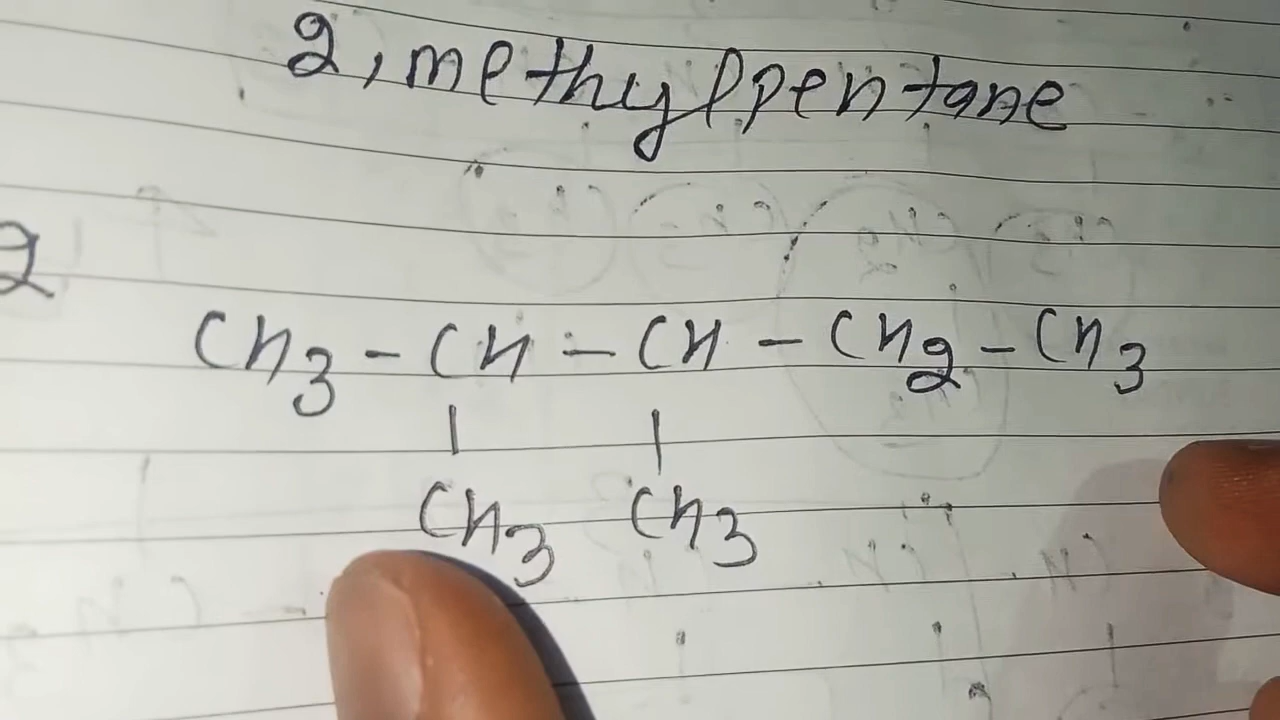 2, methylpentane
2
CH3 - CH - CH - CH2 - CH3
| |
CH3 CH3